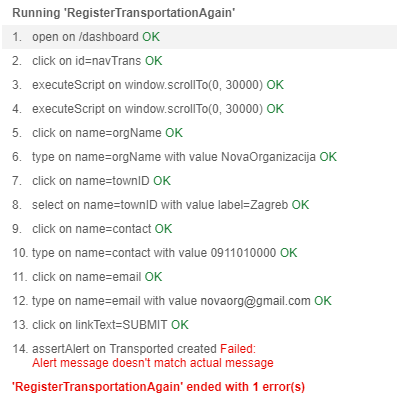 Running 'RegisterTransportationAgain'
1. open on /dashboard OK
2. click on id=navTrans OK
3. executeScript on window.scrollTo(0, 30000) OK
4. executeScript on window.scrollTo(0, 30000) OK
5. click on name=orgName OK
6. type on name=orgName with value NovaOrganizacija OK
7. click on name=townID OK
8. select on name=townID with value label=Zagreb OK
9. click on name=contact OK
10. type on name=contact with value 0911010000 OK
11. click on name=email OK
12. type on name=email with value novaorg@gmail.com OK
13. click on linkText=SUBMIT OK
14. assertAlert on Transported created Failed:
Alert message doesn't match actual message
'RegisterTransportationAgain' ended with 1 error(s)